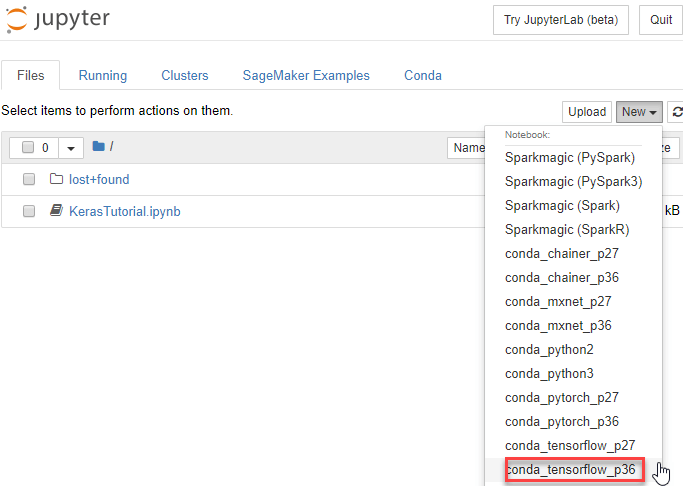 jupyter
Try JupyterLab (beta)
Quit
Files
Running
Clusters
SageMaker Examples
Conda
Select items to perform actions on them.
Upload
New
0
/
Name
ze
lost+found
KerasTutorial.ipynb
kB
Notebook:
Sparkmagic (PySpark)
Sparkmagic (PySpark3)
Sparkmagic (Spark)
Sparkmagic (SparkR)
conda_chainer_p27
conda_chainer_p36
conda_mxnet_p27
conda_mxnet_p36
conda_python2
conda_python3
conda_pytorch_p27
conda_pytorch_p36
conda_tensorflow_p27
conda_tensorflow_p36